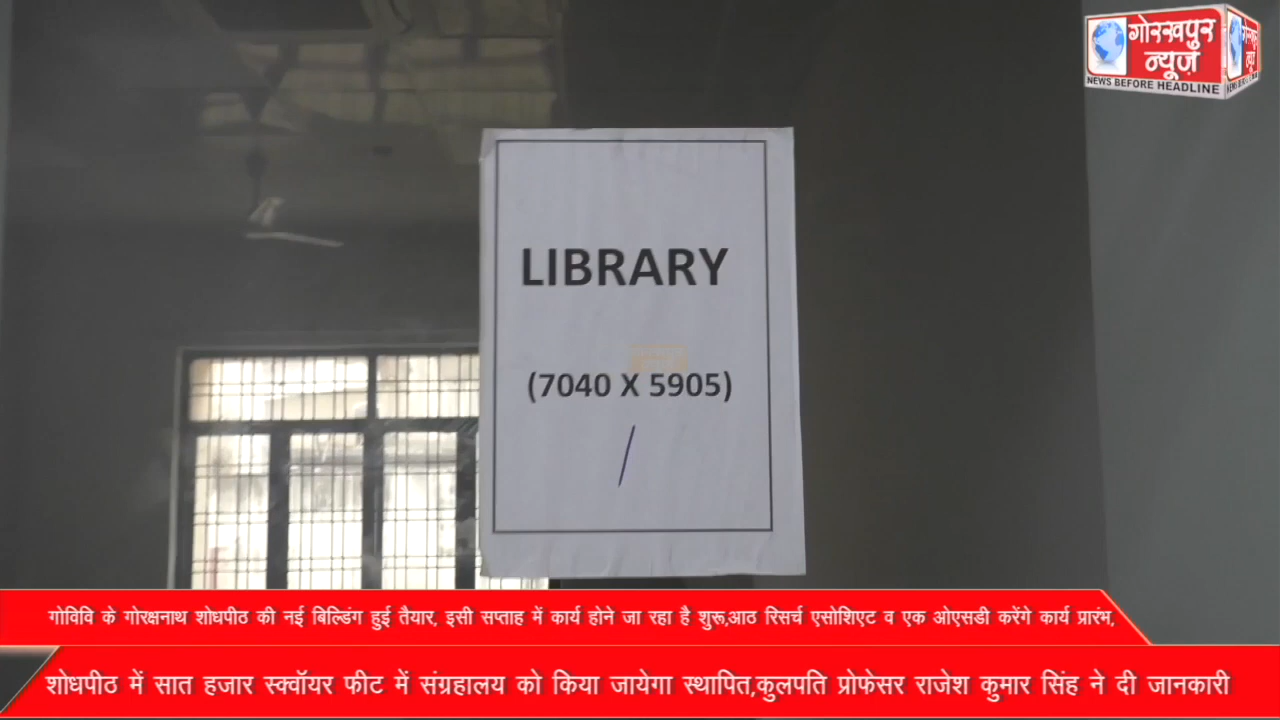 गोरखपुर
न्यूज़
NEWS BEFORE HEADLINE
LIBRARY
(7040 X 5905)
गोविवि के गोरक्षनाथ शोधपीठ की नई बिल्डिंग हुई तैयार, इसी सप्ताह में कार्य होने जा रहा है शुरू,आठ रिसर्च एसोशिएट व एक ओएसडी करेंगे कार्य प्रारंभ,
शोधपीठ में सात हजार स्क्वॉयर फीट में संग्रहालय को किया जायेगा स्थापित,कुलपति प्रोफेसर राजेश कुमार सिंह ने दी जानकारी